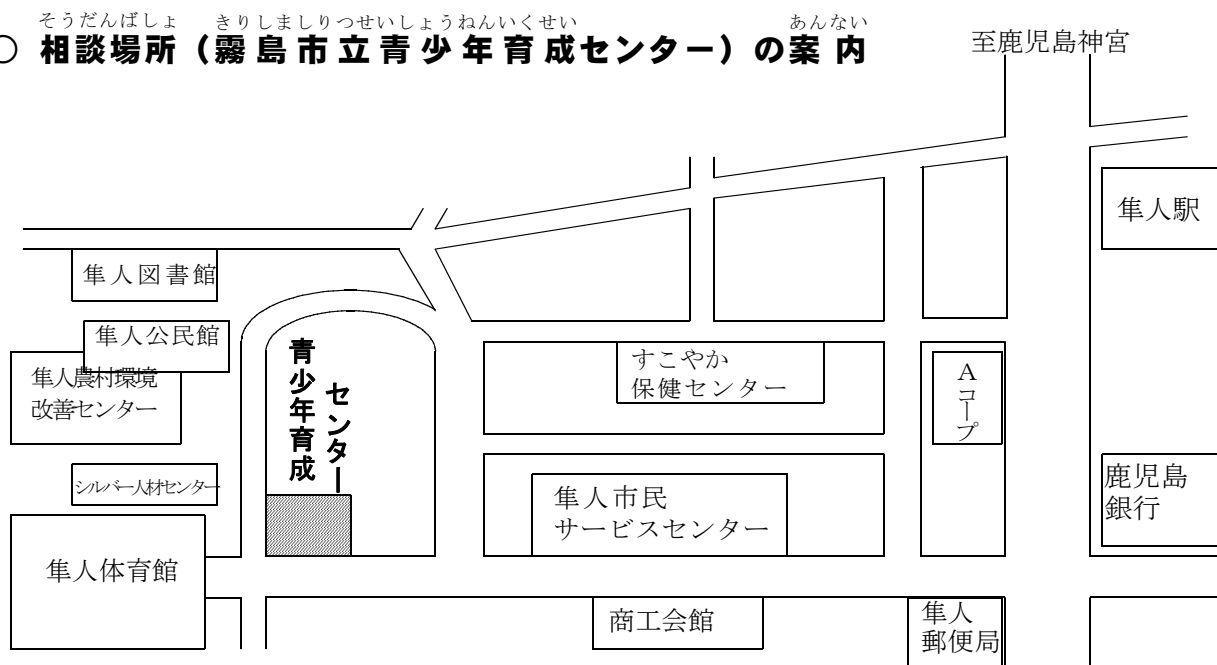 そうだんばしょ きりしましりつせいしょうねんいくせい あんない
○ 相談場所（霧島市立青少年育成センター）の案内
至鹿児島神宮
隼人駅
隼人図書館
隼人公民館
隼人農村環境
改善センター
シルバー人材センター
隼人体育館
青少年育成
センター
すこやか
保健センター
Aコープ
隼人市民
サービスセンター
鹿児島
銀行
商工会館
隼人
郵便局